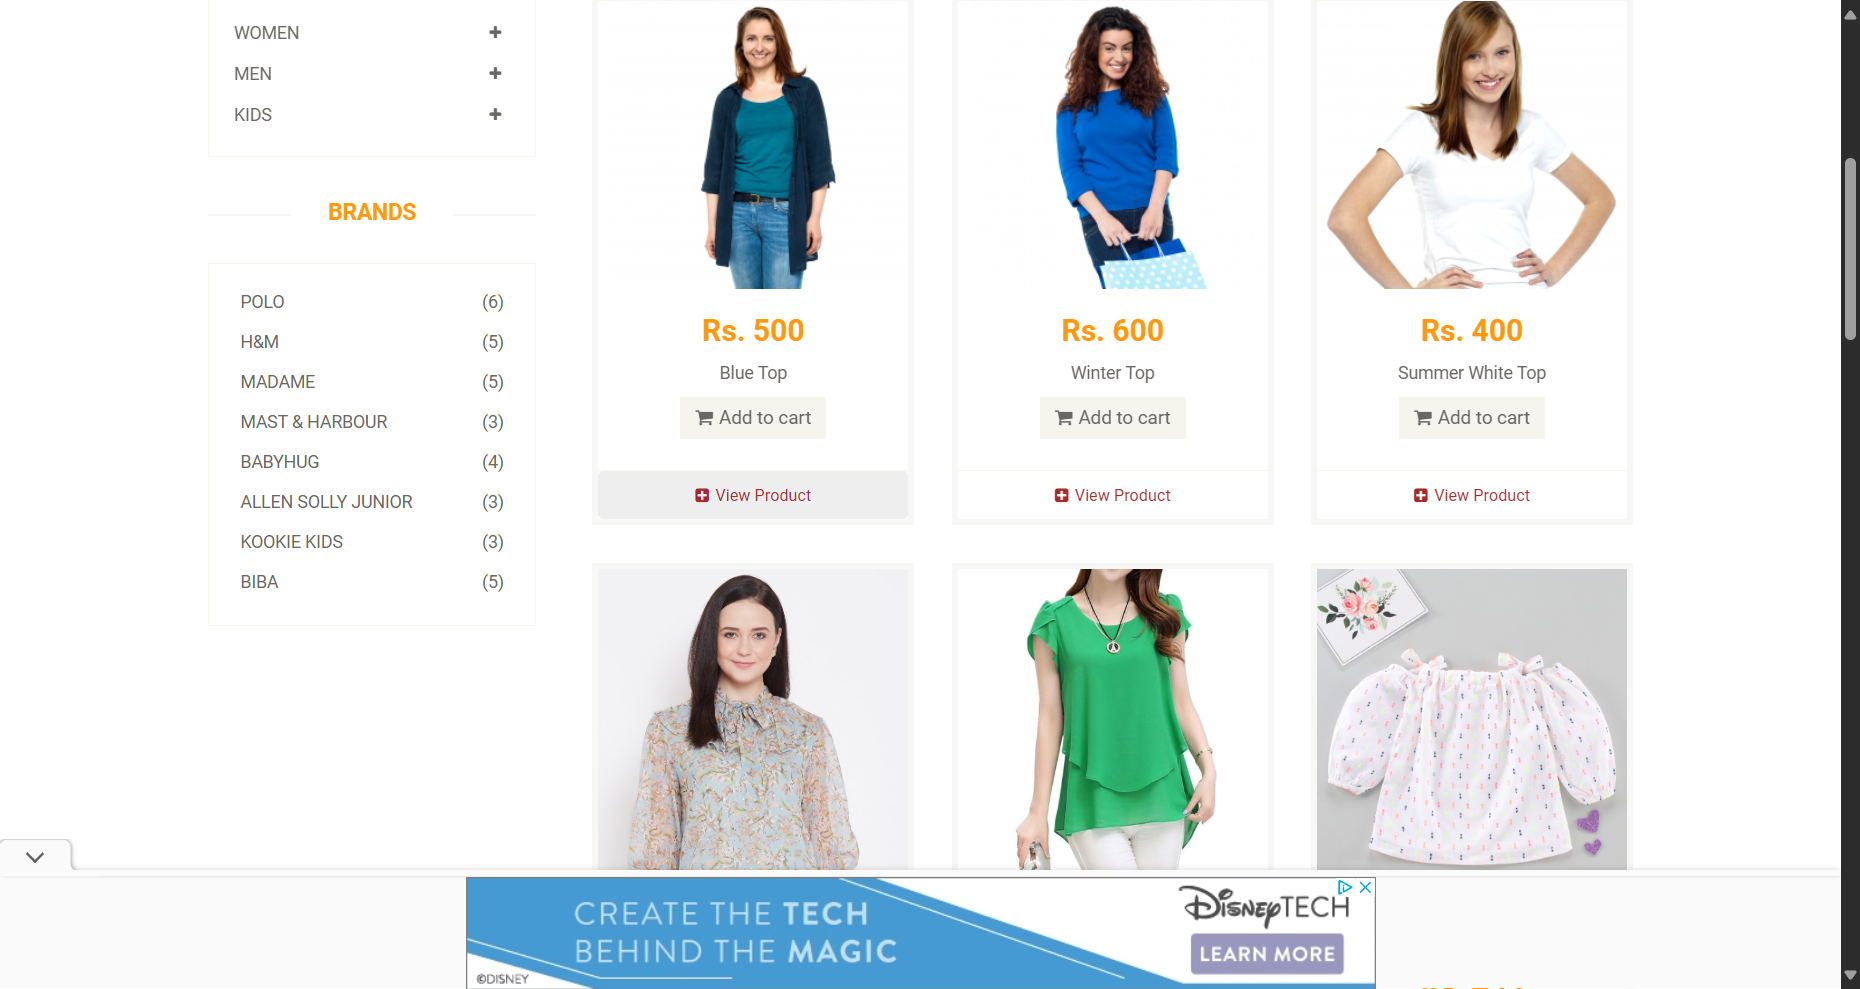 WOMEN
MEN
KIDS
BRANDS
POLO (6)
H&M (5)
MADAME (5)
MAST & HARBOUR (3)
BABYHUG (4)
ALLEN SOLLY JUNIOR (3)
KOOKIE KIDS (3)
BIBA (5)
Rs. 500
Blue Top
Add to cart
View Product
Rs. 600
Winter Top
Add to cart
View Product
Rs. 400
Summer White Top
Add to cart
View Product
CREATE THE TECH
BEHIND THE MAGIC
©DISNEY
DISNEYTECH
LEARN MORE